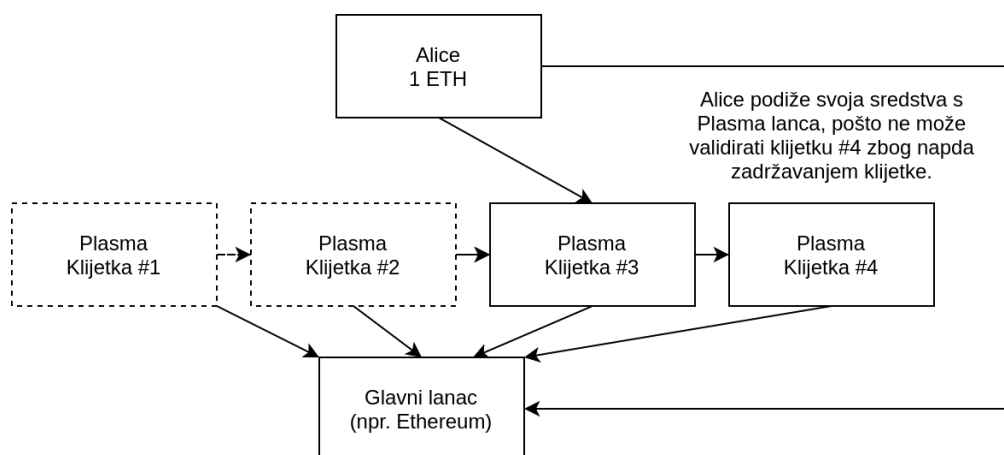 Alice
1 ETH
Alice podiže svoja sredstva s
Plasma lanca, pošto ne može
validirati klijetku #4 zbog napda
zadržavanjem klijetke.
Plasma
Klijetka #1
Plasma
Klijetka #2
Plasma
Klijetka #3
Plasma
Klijetka #4
Glavni lanac
(npr. Ethereum)